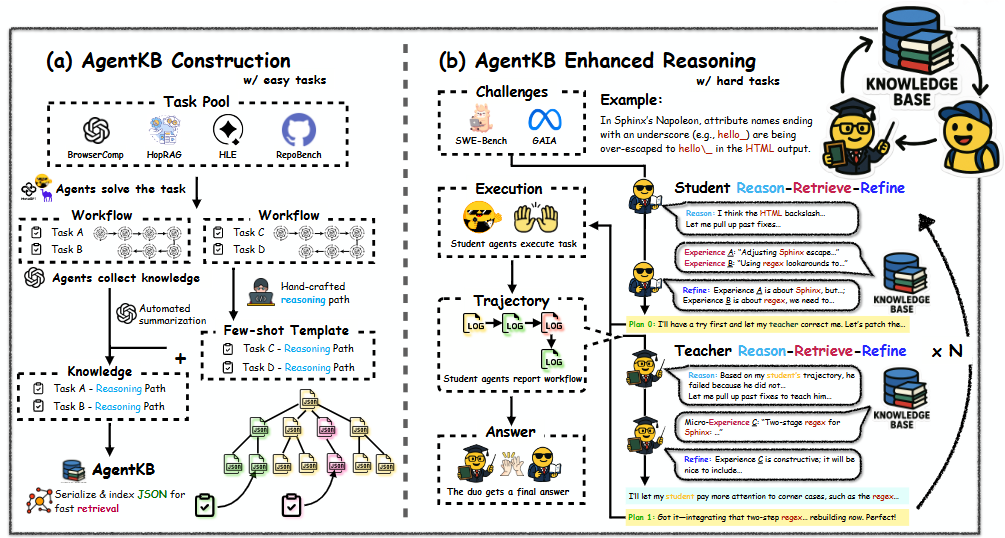 (a) AgentKB Construction
w/ easy tasks
Task Pool
BrowserComp
HopRAG
HLE
RepoBench
Agents solve the task
Workflow
Task A
Task B
Workflow
Task C
Task D
Agents collect knowledge
Automated
summarization
Hand-crafted
reasoning path
+
Few-shot Template
Task C - Reasoning Path
Task D - Reasoning Path
Knowledge
Task A - Reasoning Path
Task B - Reasoning Path
AgentKB
Serialize & index JSON for
fast retrieval
JSON
JSON
JSON
JSON
JSON
JSON
JSON
JSON
JSON
JSON
JSON
(b) AgentKB Enhanced Reasoning
w/ hard tasks
Challenges
SWE-Bench
GAIA
Example:
In Sphinx's Napoleon, attribute names ending
with an underscore (e.g., hello_) are being
over-escaped to hello\_ in the HTML output.
KNOWLEDGE
BASE
Execution
Student agents execute task
Trajectory
LOG
LOG
LOG
LOG
Student agents report workflow
Answer
The duo gets a final answer
Student Reason-Retrieve-Refine
Reason: I think the HTML backslash...
Let me pull up past fixes...
Experience A: "Adjusting Sphinx escape..."
Experience B: "Using regex lookarounds to..."
KNOWLEDGE
BASE
Refine: Experience A is about Sphinx, but...;
Experience B is about regex, we need to...
Plan 0: I'll have a try first and let my teacher correct me. Let's patch the...
Teacher Reason-Retrieve-Refine
x N
Reason: Based on my student's trajectory, he
failed because he did not...
Let me pull up past fixes to teach him...
KNOWLEDGE
BASE
Micro-Experience C: "Two-stage regex for
Sphinx: ..."
Refine: Experience C is constructive; it will be
nice to include...
I'll let my student pay more attention to corner cases, such as the regex...
Plan 1: Got it—integrating that two-step regex... rebuilding now. Perfect!